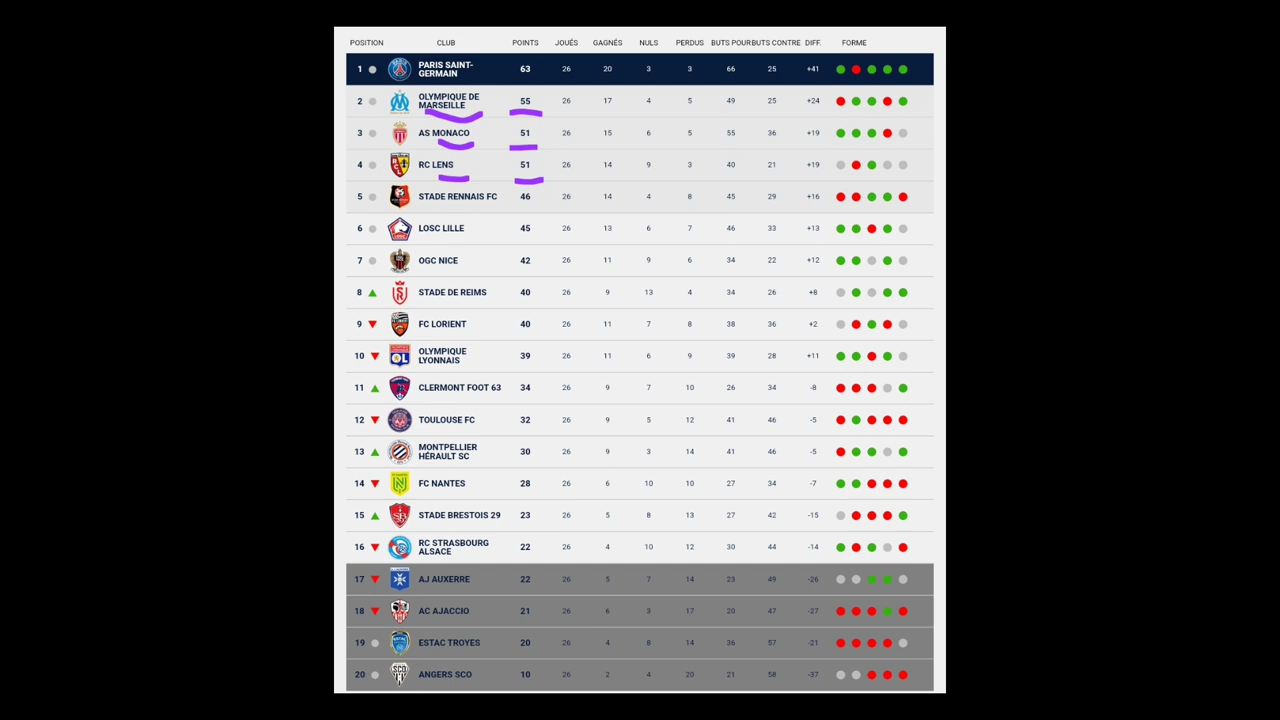 POSITION CLUB POINTS JOUÉS GAGNÉS NULS PERDUS BUTS POUR BUTS CONTRE DIFF. FORME
1 PARIS SAINT-
GERMAIN 63 26 20 3 3 66 25 +41
2 OLYMPIQUE DE
MARSEILLE 55 26 17 4 5 49 25 +24
3 AS MONACO 51 26 15 6 5 55 36 +19
4 RC LENS 51 26 14 9 3 40 21 +19
5 STADE RENNAIS FC 46 26 14 4 8 45 29 +16
6 LOSC LILLE 45 26 13 6 7 46 33 +13
7 OGC NICE 42 26 11 9 6 34 22 +12
8 STADE DE REIMS 40 26 9 13 4 34 26 +8
9 FC LORIENT 40 26 11 7 8 38 36 +2
10 OLYMPIQUE
LYONNAIS 39 26 11 6 9 39 28 +11
11 CLERMONT FOOT 63 34 26 9 7 10 26 34 -8
12 TOULOUSE FC 32 26 9 5 12 41 46 -5
13 MONTPELLIER
HÉRAULT SC 30 26 9 3 14 41 46 -5
14 FC NANTES 28 26 6 10 10 27 34 -7
15 STADE BRESTOIS 29 23 26 5 8 13 27 42 -15
16 RC STRASBOURG
ALSACE 22 26 4 10 12 30 44 -14
17 AJ AUXERRE 22 26 5 7 14 23 49 -26
18 AC AJACCIO 21 26 6 3 17 20 47 -27
19 ESTAC TROYES 20 26 4 8 14 36 57 -21
20 ANGERS SCO 10 26 2 4 20 21 58 -37